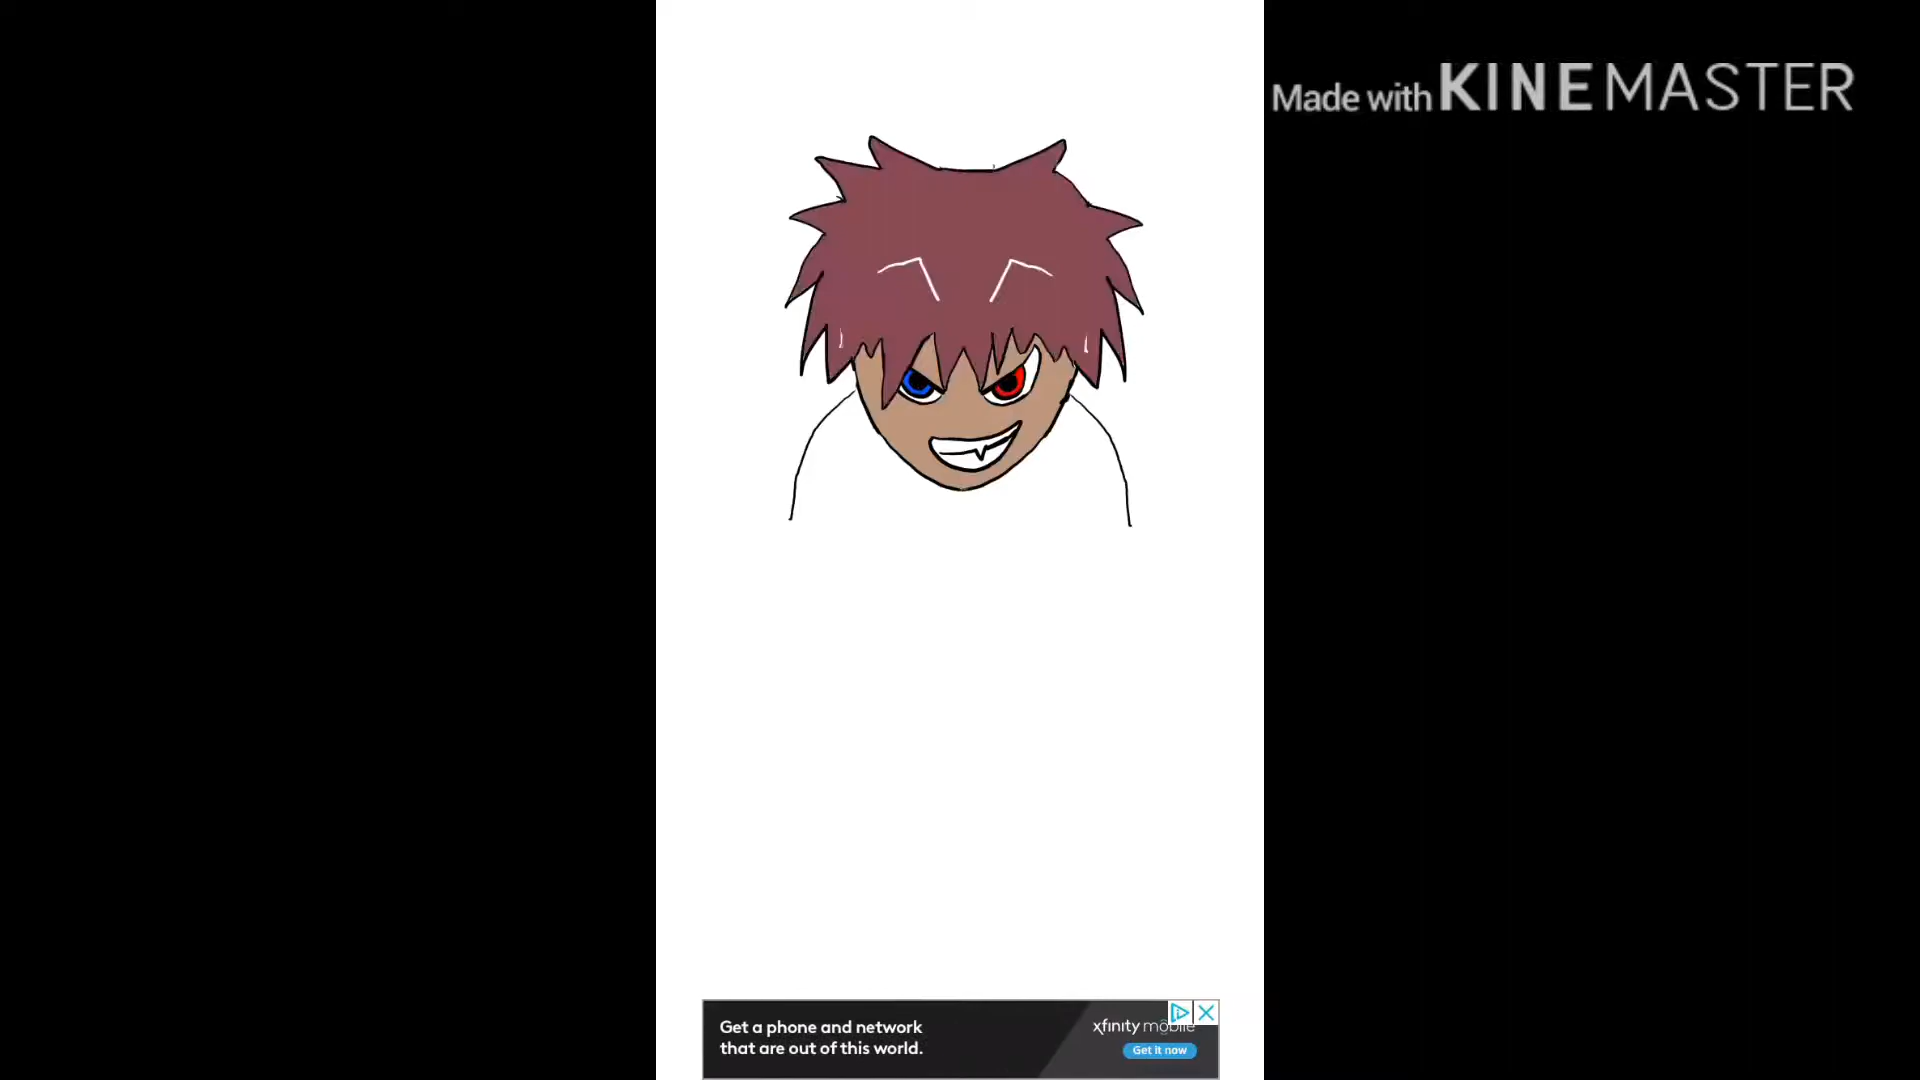 Made with KINEMASTER
Get a phone and network
that are out of this world.
xfinity mobile
Get it now